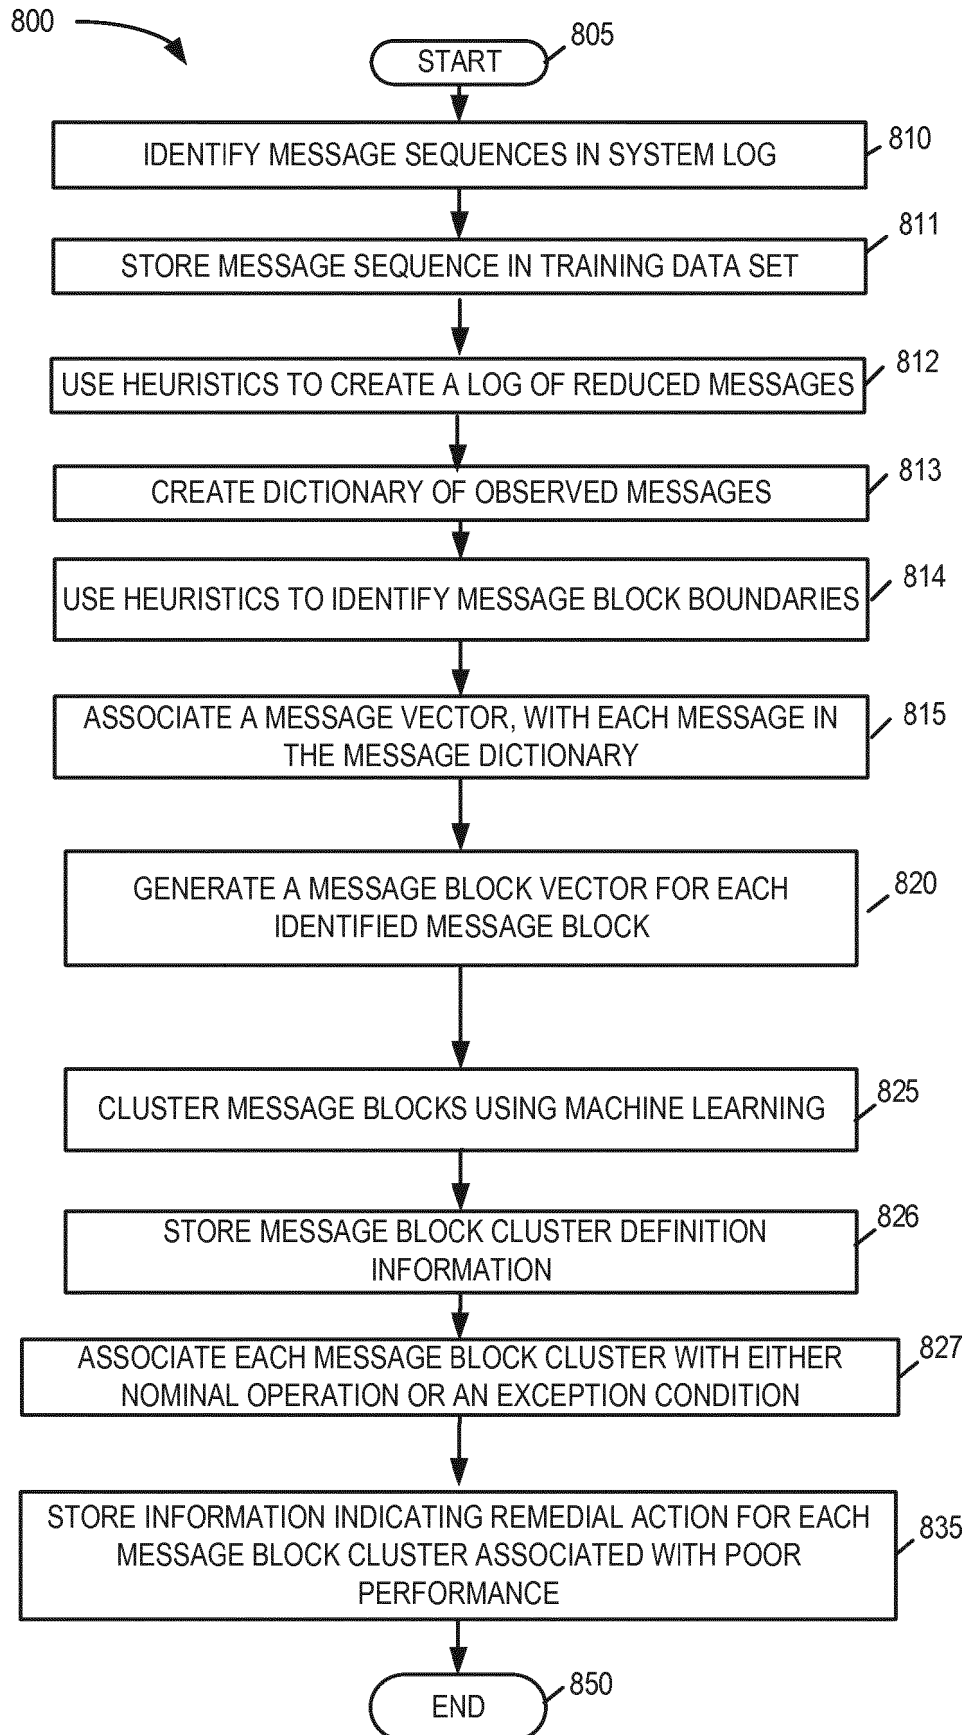 800
START
805
IDENTIFY MESSAGE SEQUENCES IN SYSTEM LOG
810
STORE MESSAGE SEQUENCE IN TRAINING DATA SET
811
USE HEURISTICS TO CREATE A LOG OF REDUCED MESSAGES
812
CREATE DICTIONARY OF OBSERVED MESSAGES
813
USE HEURISTICS TO IDENTIFY MESSAGE BLOCK BOUNDARIES
814
ASSOCIATE A MESSAGE VECTOR, WITH EACH MESSAGE IN
THE MESSAGE DICTIONARY
815
GENERATE A MESSAGE BLOCK VECTOR FOR EACH
IDENTIFIED MESSAGE BLOCK
820
CLUSTER MESSAGE BLOCKS USING MACHINE LEARNING
825
STORE MESSAGE BLOCK CLUSTER DEFINITION
INFORMATION
826
ASSOCIATE EACH MESSAGE BLOCK CLUSTER WITH EITHER
NOMINAL OPERATION OR AN EXCEPTION CONDITION
827
STORE INFORMATION INDICATING REMEDIAL ACTION FOR EACH
MESSAGE BLOCK CLUSTER ASSOCIATED WITH POOR
PERFORMANCE
835
END
850